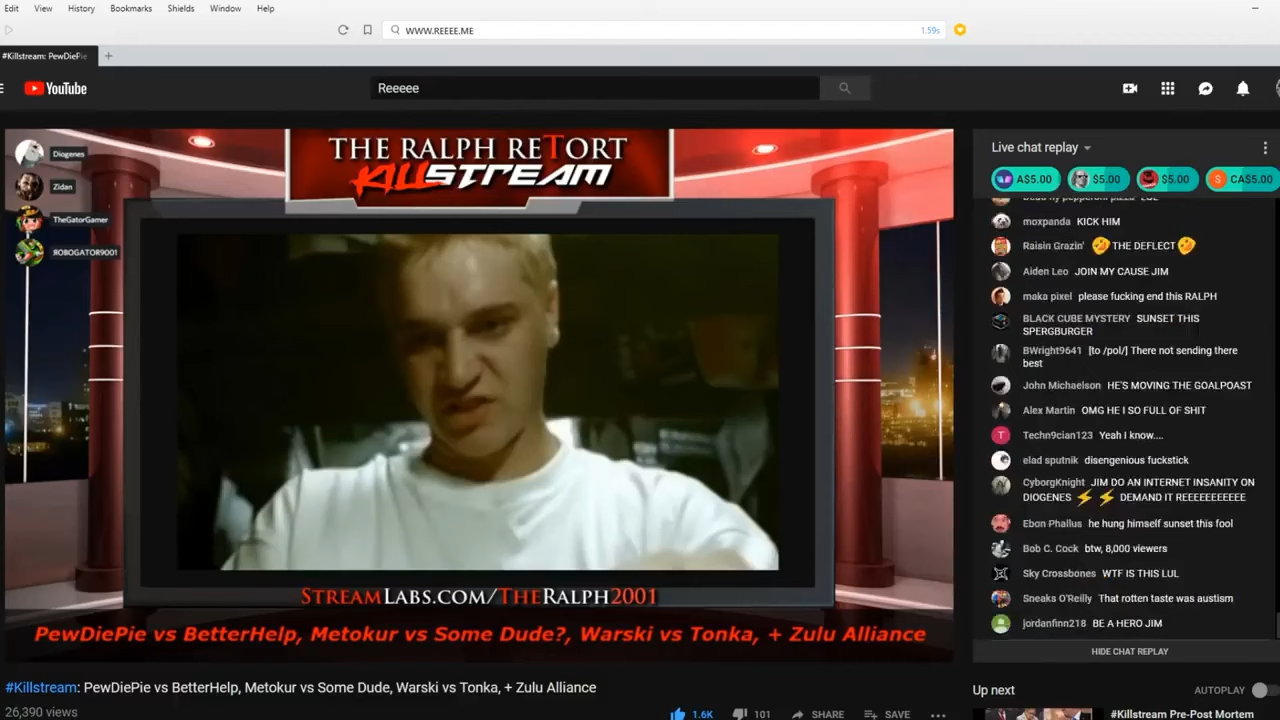 Edit View History Bookmarks Shields Window Help
WWW.REEEE.ME 1.59s
#Killstream: PewDiePie
YouTube Reeeee
Diogenes
Zidan
TheGatorGamer
ROBOGATOR9001
THE RALPH RETORT
KILLSTREAM
STREAMLABS.COM/THERALPH2001
PewDiePie vs BetterHelp, Metokur vs Some Dude?, Warski vs Tonka, + Zulu Alliance
#Killstream: PewDiePie vs BetterHelp, Metokur vs Some Dude, Warski vs Tonka, + Zulu Alliance
26,390 views
1.6K 101 SHARE SAVE
Live chat replay
A$5.00 $5.00 $5.00 CA$5.00
moxpanda KICK HIM
Raisin Grazin' THE DEFLECT
Aiden Leo JOIN MY CAUSE JIM
maka pixel please fucking end this RALPH
BLACK CUBE MYSTERY SUNSET THIS
SPERGBURGER
BWright9641 [to /pol/] There not sending there
best
John Michaelson HE'S MOVING THE GOALPOAST
Alex Martin OMG HE I SO FULL OF SHIT
Techn9cian123 Yeah I know....
elad sputnik disengenious fuckstick
CyborgKnight JIM DO AN INTERNET INSANITY ON
DIOGENES ⚡ ⚡ DEMAND IT REEEEEEEEEE
Ebon Phallus he hung himself sunset this fool
Bob C. Cock btw, 8,000 viewers
Sky Crossbones WTF IS THIS LUL
Sneaks O'Reilly That rotten taste was austism
jordanfinn218 BE A HERO JIM
HIDE CHAT REPLAY
Up next AUTOPLAY
#Killstream Pre-Post Mortem